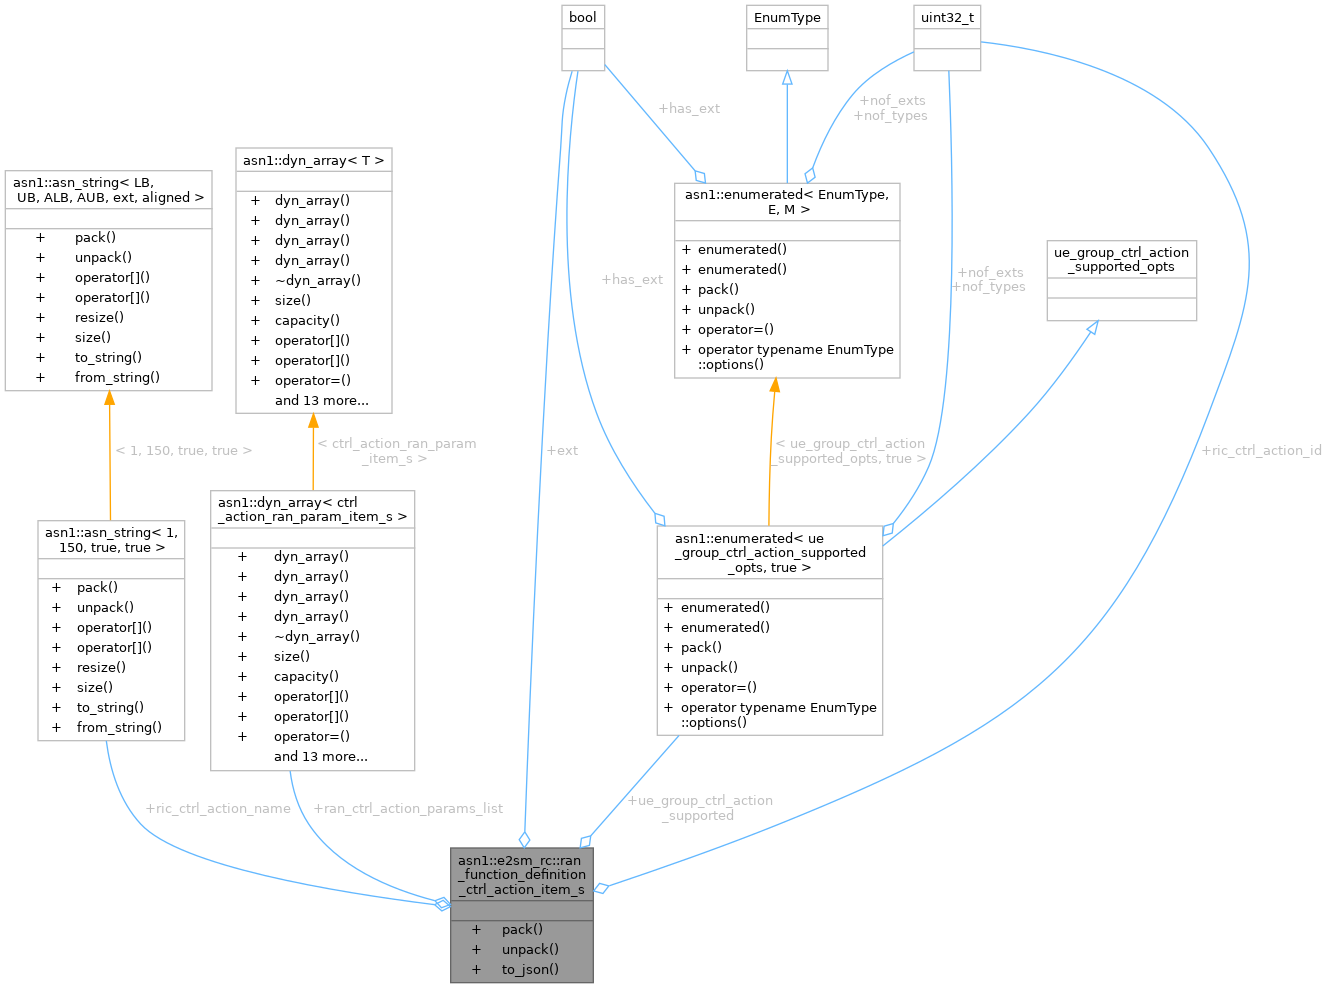 bool
EnumType
uint32_t
+has_ext
+nof_exts
+nof_types
asn1::dyn_array< T >
+ dyn_array()
+ dyn_array()
+ dyn_array()
+ dyn_array()
+ ~dyn_array()
+ size()
+ capacity()
+ operator[]()
+ operator[]()
+ operator=()
and 13 more...
asn1::asn_string< LB,
UB, ALB, AUB, ext, aligned >
+ pack()
+ unpack()
+ operator[]()
+ operator[]()
+ resize()
+ size()
+ to_string()
+ from_string()
asn1::enumerated< EnumType,
E, M >
+ enumerated()
+ enumerated()
+ pack()
+ unpack()
+ operator=()
+ operator typename EnumType
::options()
ue_group_ctrl_action
_supported_opts
+has_ext
+nof_exts
+nof_types
< 1, 150, true, true >
< ctrl_action_ran_param
_item_s >
+ext
< ue_group_ctrl_action
_supported_opts, true >
+ric_ctrl_action_id
asn1::asn_string< 1,
150, true, true >
+ pack()
+ unpack()
+ operator[]()
+ operator[]()
+ resize()
+ size()
+ to_string()
+ from_string()
asn1::dyn_array< ctrl
_action_ran_param_item_s >
+ dyn_array()
+ dyn_array()
+ dyn_array()
+ dyn_array()
+ ~dyn_array()
+ size()
+ capacity()
+ operator[]()
+ operator[]()
+ operator=()
and 13 more...
asn1::enumerated< ue
_group_ctrl_action_supported
_opts, true >
+ enumerated()
+ enumerated()
+ pack()
+ unpack()
+ operator=()
+ operator typename EnumType
::options()
+ric_ctrl_action_name
+ran_ctrl_action_params_list
+ue_group_ctrl_action
_supported
asn1::e2sm_rc::ran
_function_definition
_ctrl_action_item_s
+ pack()
+ unpack()
+ to_json()